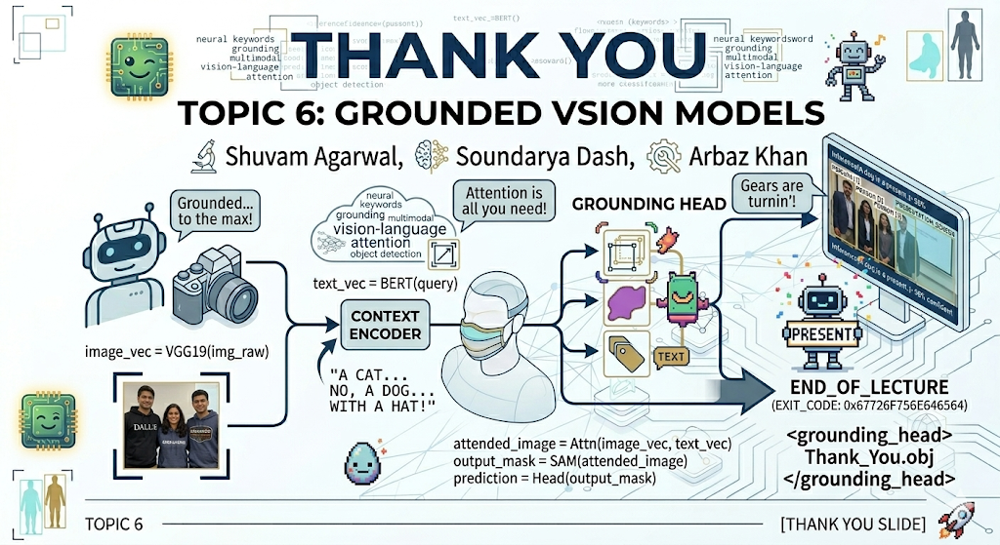 text_vec_=BERT()
neural keywords
grounding
multimodal
vision-language
attention
object detection
THANK YOU
neural keywordsword
grounding
multimodal
vision-language
attention
TOPIC 6: GROUNDED VSION MODELS
Shuvam Agarwal,
Soundarya Dash,
Arbaz Khan
Grounded...
to the max!
neural
keywords
grounding multimodal
vision-language
attention
object detection
Attention is
all you need!
GROUNDING HEAD
Gears are
turnin'!
text_vec = BERT(query)
CONTEXT
ENCODER
image_vec = VGG19(img_raw)
"A CAT...
NO, A DOG...
WITH A HAT!"
TEXT
PRESENT
DALL·E
END_OF_LECTURE
(EXIT_CODE: 0x67726F756E646564)
attended_image = Attn(image_vec, text_vec)
output_mask = SAM(attended_image)
prediction = Head(output_mask)
<grounding_head>
Thank_You.obj
</grounding_head>
TOPIC 6
[THANK YOU SLIDE]